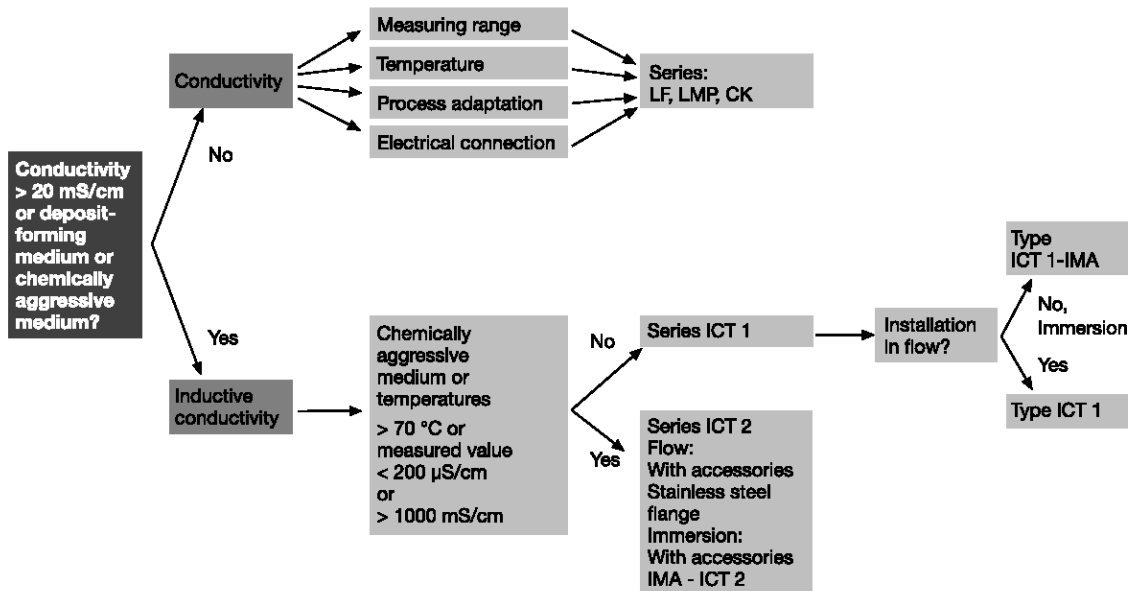 Conductivity
> 20 mS/cm
or deposit-
forming
medium or
chemically
aggressive
medium?
No
Yes
Conductivity
Measuring range
Temperature
Process adaptation
Electrical connection
Series:
LF, LMP, CK
Inductive
conductivity
Chemically
aggressive
medium or
temperatures
> 70 °C or
measured value
< 200 µS/cm
or
> 1000 mS/cm
No
Yes
Series ICT 1
Series ICT 2
Flow:
With accessories
Stainless steel
flange
Immersion:
With accessories
IMA - ICT 2
Installation
in flow?
Type
ICT 1-IMA
No,
Immersion
Yes
Type ICT 1